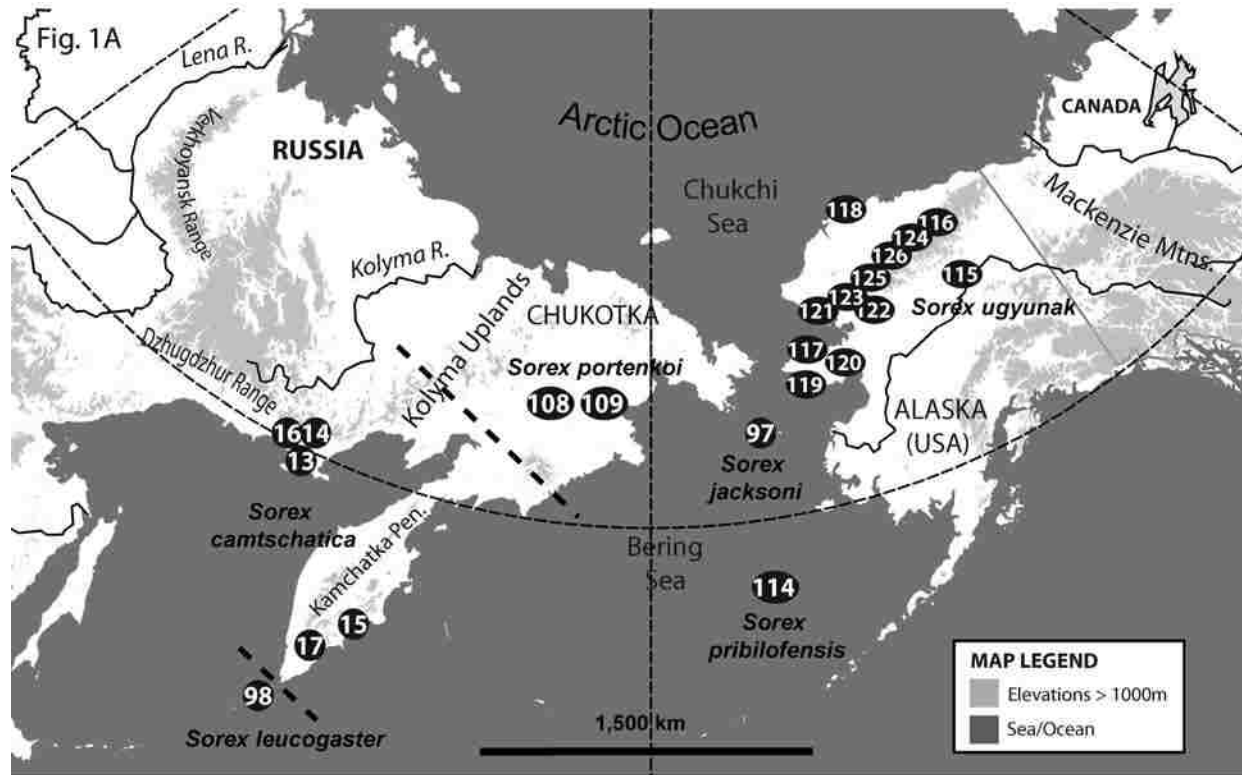 Fig. 1A
Lena R.
Verkhoyansk Range
RUSSIA
Arctic Ocean
CANADA
Chukchi
Sea
Mackenzie Mtns.
Kolyma R.
118
116
124
126
125
115
123
121
122
Sorex ugyunak
Dzhugdzhur Range
Kolyma Uplands
CHUKOTKA
Sorex portenkoi
108
109
117
120
119
ALASKA
(USA)
16
14
13
97
Sorex
jacksoni
Sorex
camtschatica
Kamchatka Pen.
Bering
Sea
114
Sorex
pribilofensis
15
17
98
Sorex leucogaster
1,500 km
MAP LEGEND
Elevations > 1000m
Sea/Ocean